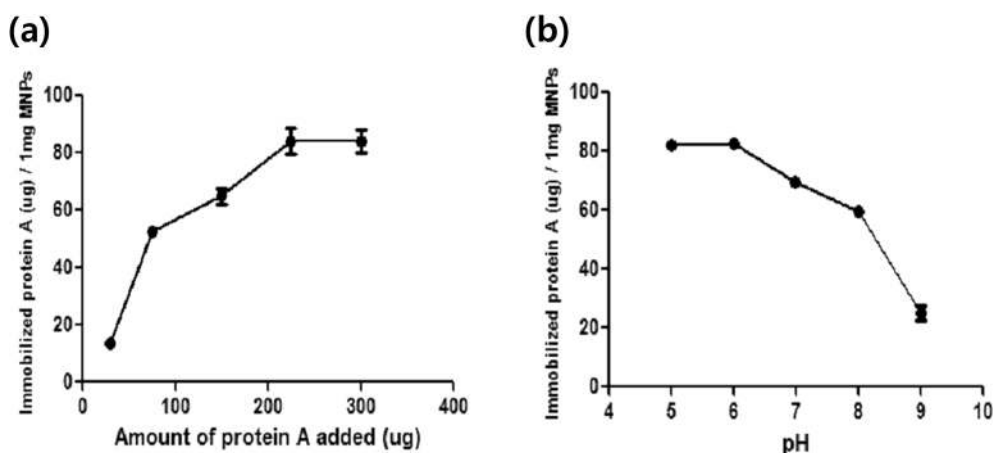 (a)
Immobilized protein A (ug) / 1mg MNPs
100
80
60
40
20
0
0 100 200 300 400
Amount of protein A added (ug)
(b)
Immobilized protein A (ug) / 1mg MNPs
100
80
60
40
20
0
4 5 6 7 8 9 10
pH